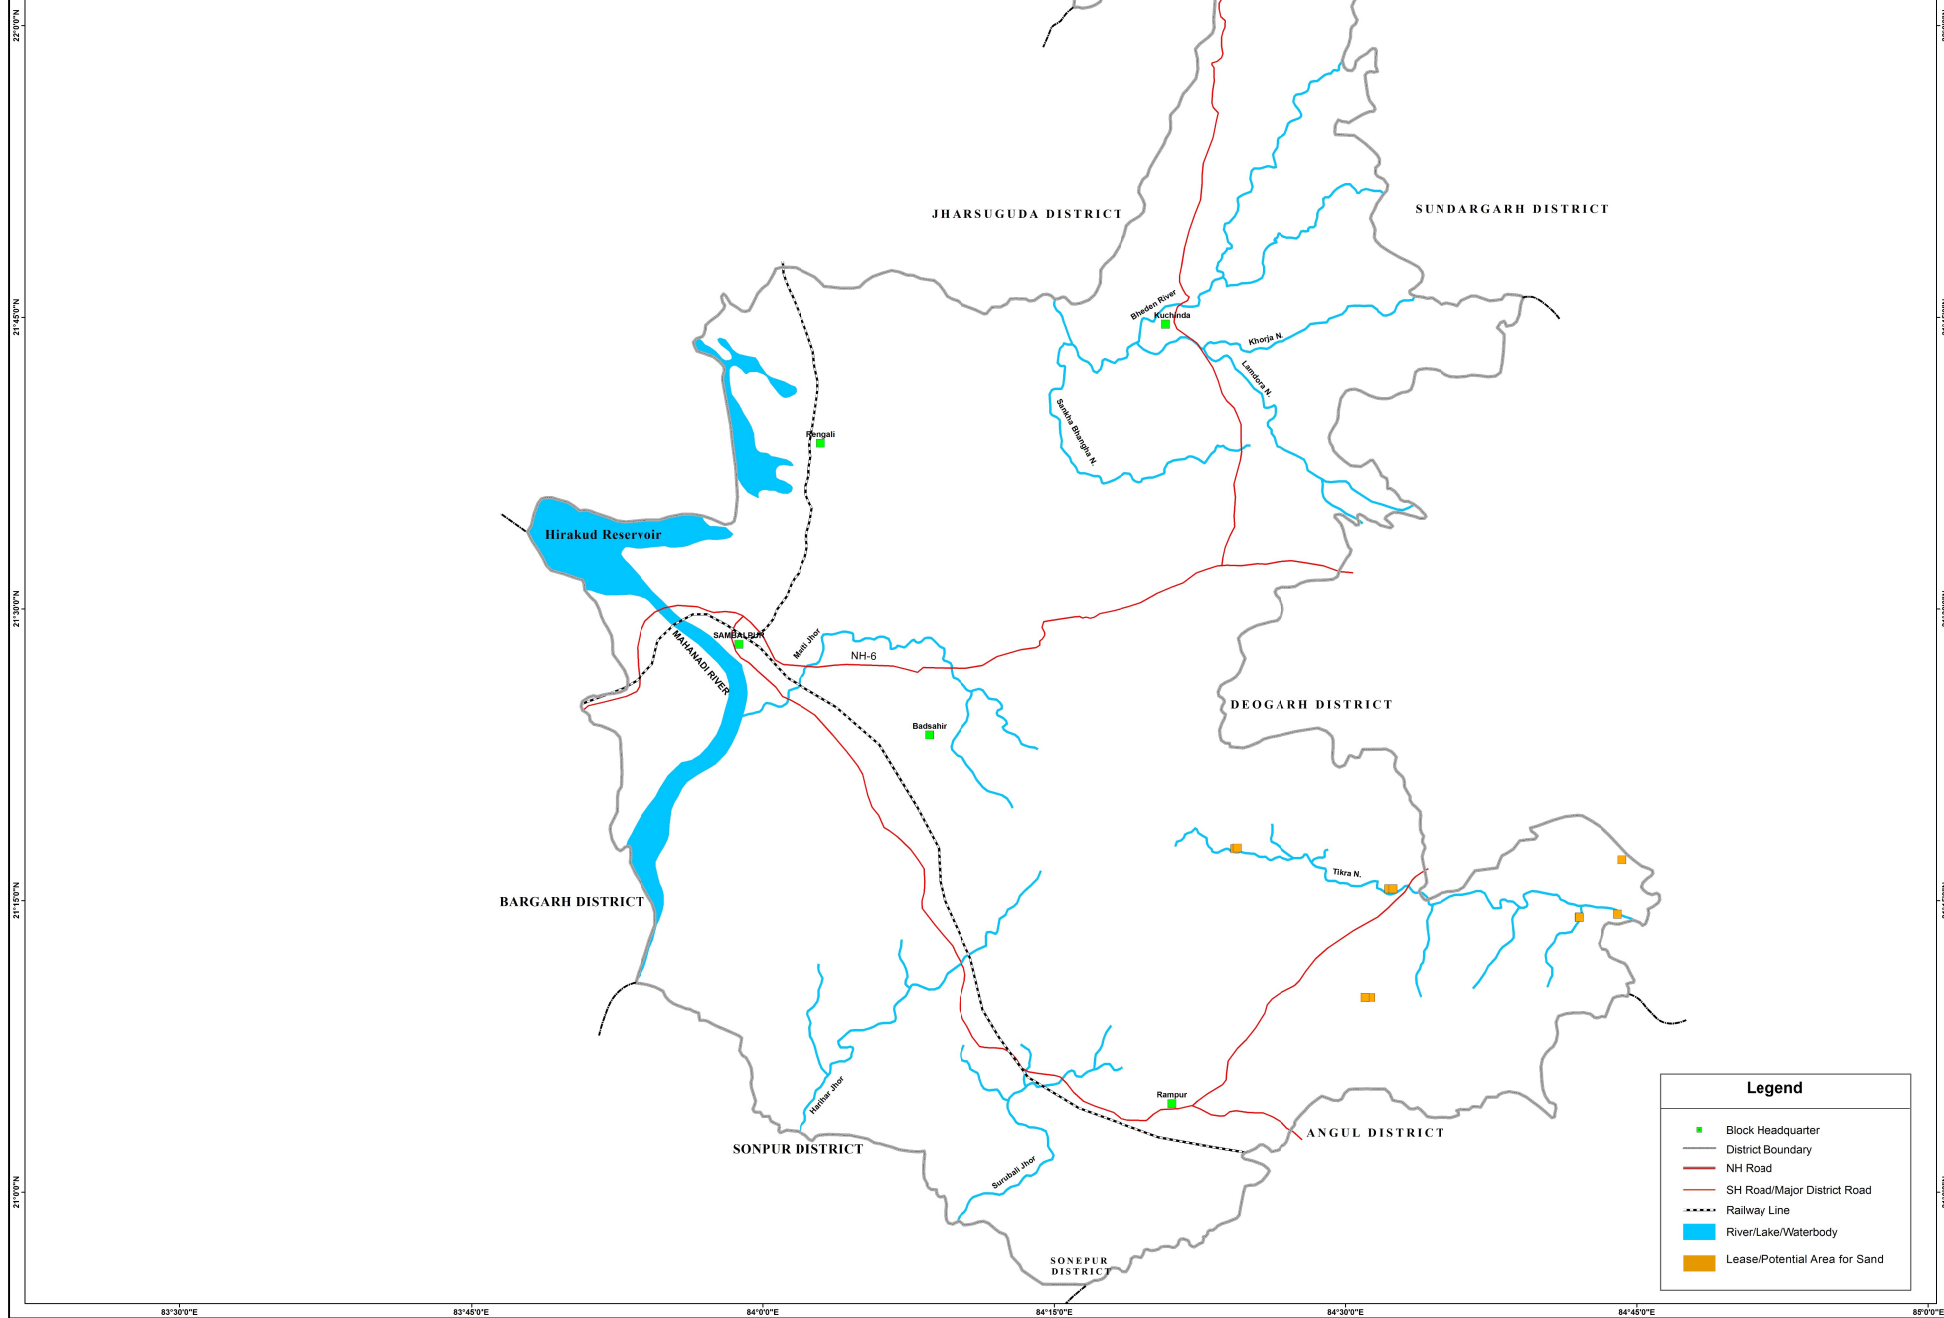 22°0'0"N
JHARSUGUDA DISTRICT
SUNDARGARH DISTRICT
21°45'0"N
Bheden River
Kuchinda
Khorja N.
Lamdora N.
Sankha Bhangha N.
Rengali
Hirakud Reservoir
21°30'0"N
SAMBALPUR
MAHANADI RIVER
Malti Jhor
NH-6
DEOGARH DISTRICT
Badsahir
Tikra N.
21°15'0"N
BARGARH DISTRICT
Harihar Jhor
Rampur
SONPUR DISTRICT
ANGUL DISTRICT
Surubali Jhor
21°0'0"N
SONEPUR
DISTRICT
Legend
Block Headquarter
District Boundary
NH Road
SH Road/Major District Road
Railway Line
River/Lake/Waterbody
Lease/Potential Area for Sand
83°30'0"E
83°45'0"E
84°0'0"E
84°15'0"E
84°30'0"E
84°45'0"E
85°0'0"E